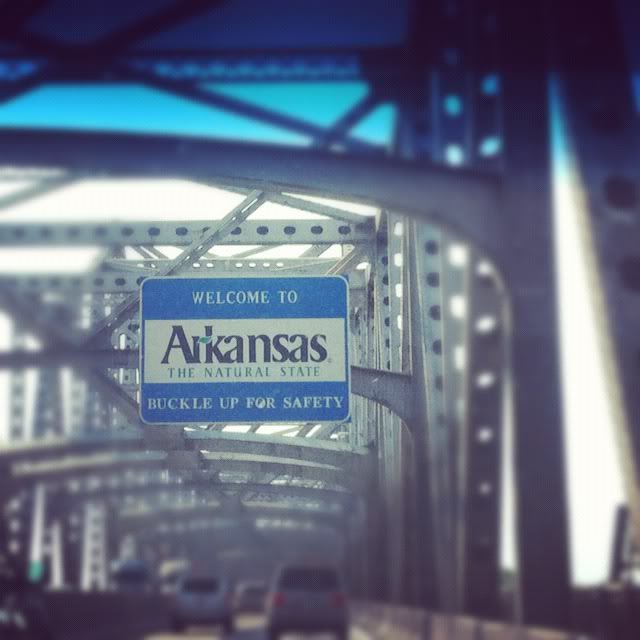 WELCOME TO
Arkansas
THE NATURAL STATE
BUCKLE UP FOR SAFETY